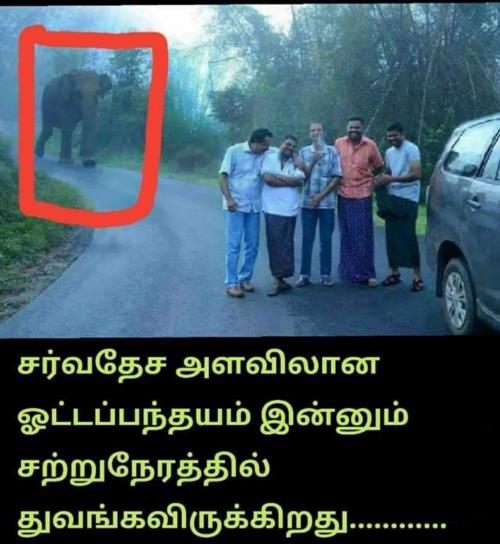 சர்வதேச அளவிலான
ஓட்டப்பந்தயம் இன்னும்
சற்றுநேரத்தில்
துவங்கவிருக்கிறது............